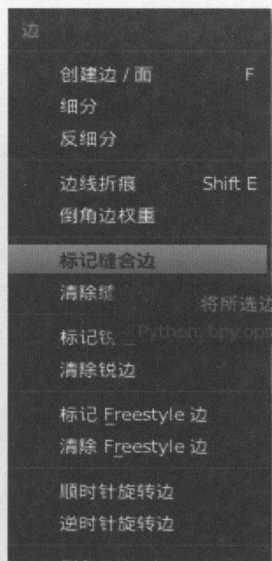 边
创建边 / 面 F
细分
反细分
边线折痕 Shift E
倒角边权重
标记缝合边
清除缝
将所选边
标记锐
Python: bpy.ops
清除锐边
标记 Freestyle 边
清除 Freestyle 边
顺时针旋转边
逆时针旋转边